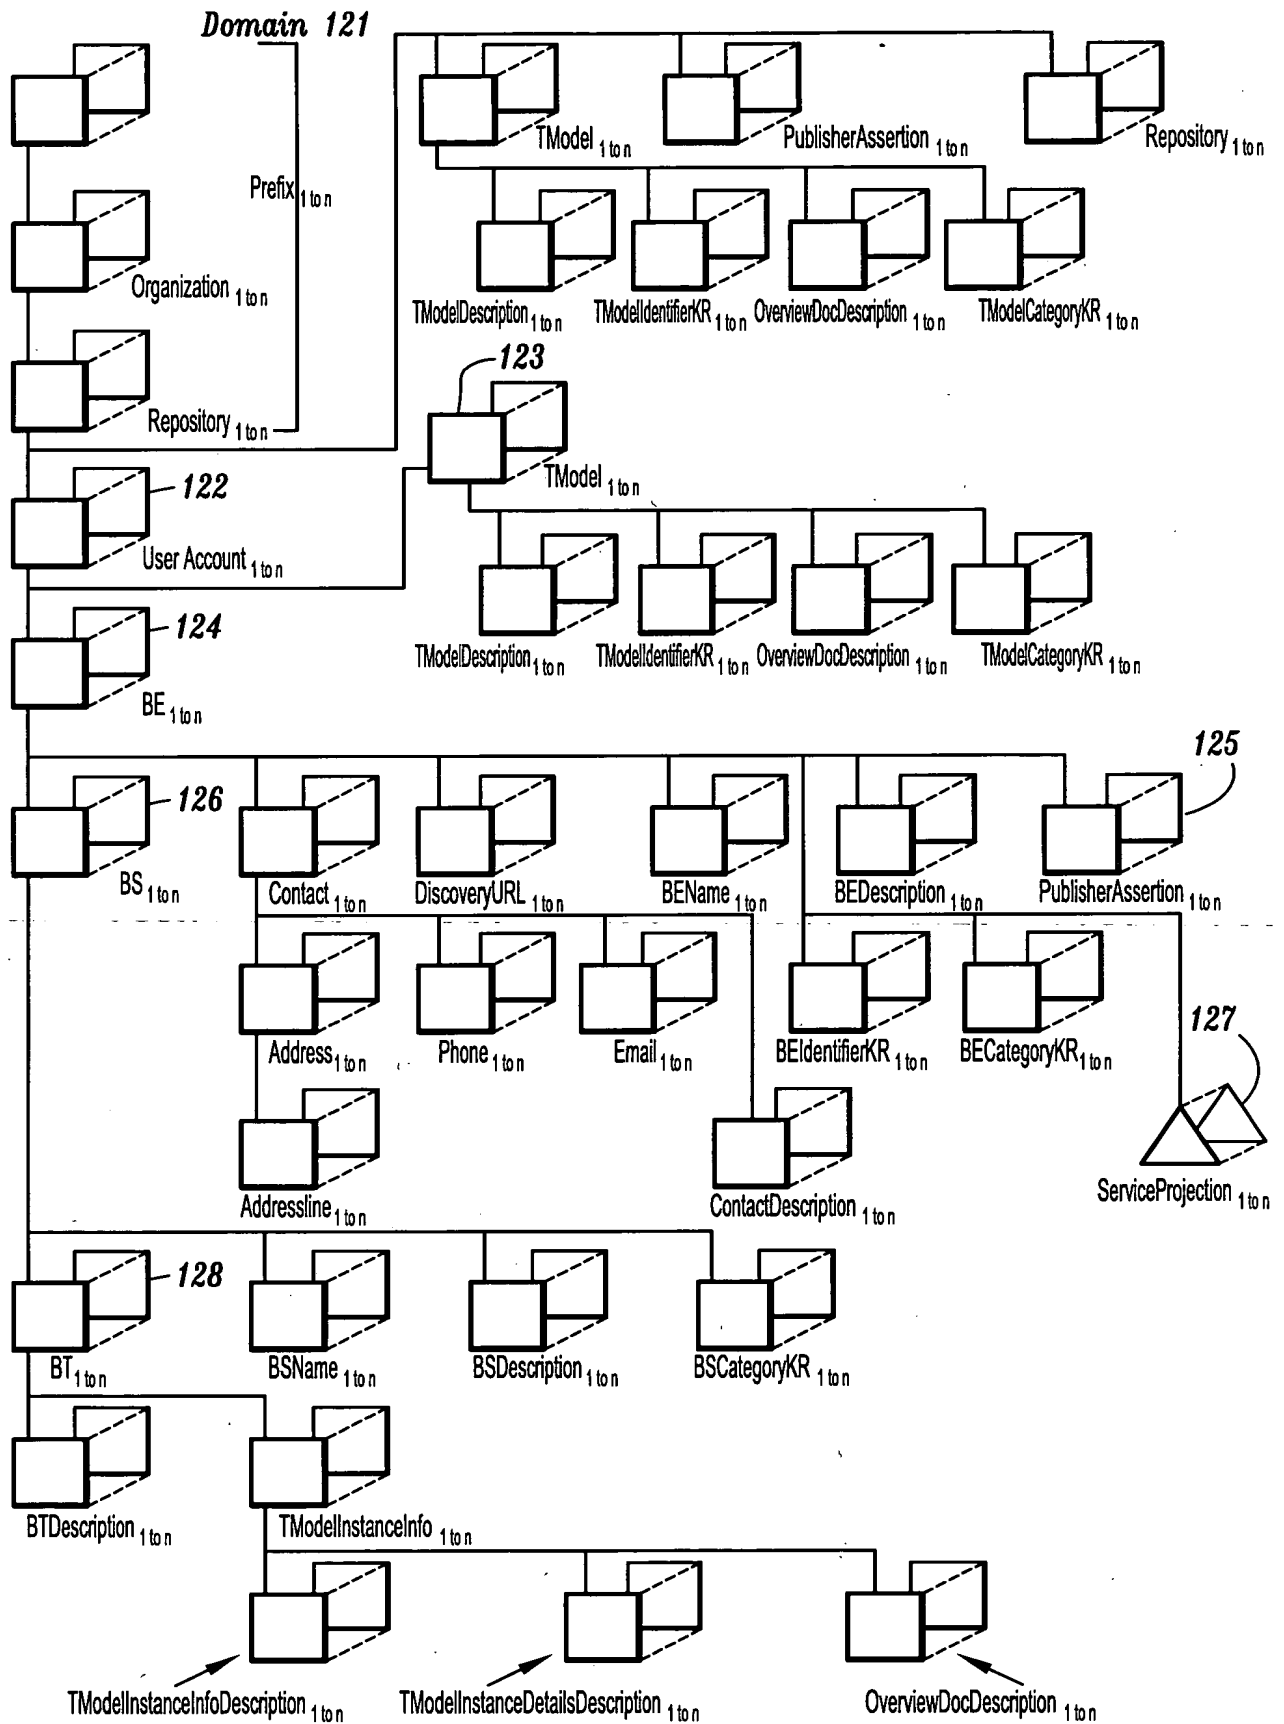 Domain 121
TModel 1 to n
PublisherAssertion 1 to n
Repository 1 to n
Prefix 1 to n
Organization 1 to n
TModelDescription 1 to n
TModelIdentifierKR 1 to n
OverviewDocDescription 1 to n
TModelCategoryKR 1 to n
123
Repository 1 to n
TModel 1 to n
122
User Account 1 to n
124
TModelDescription 1 to n
TModelIdentifierKR 1 to n
OverviewDocDescription 1 to n
TModelCategoryKR 1 to n
BE 1 to n
125
126
BS 1 to n
Contact 1 to n
DiscoveryURL 1 to n
BEName 1 to n
BEDescription 1 to n
PublisherAssertion 1 to n
127
Address 1 to n
Phone 1 to n
Email 1 to n
BEIdentifierKR 1 to n
BECategoryKR 1 to n
Addressline 1 to n
ContactDescription 1 to n
ServiceProjection 1 to n
128
BT 1 to n
BSName 1 to n
BSDescription 1 to n
BSCategoryKR 1 to n
BTDescription 1 to n
TModelInstanceInfo 1 to n
TModelInstanceInfoDescription 1 to n
TModelInstanceDetailsDescription 1 to n
OverviewDocDescription 1 to n